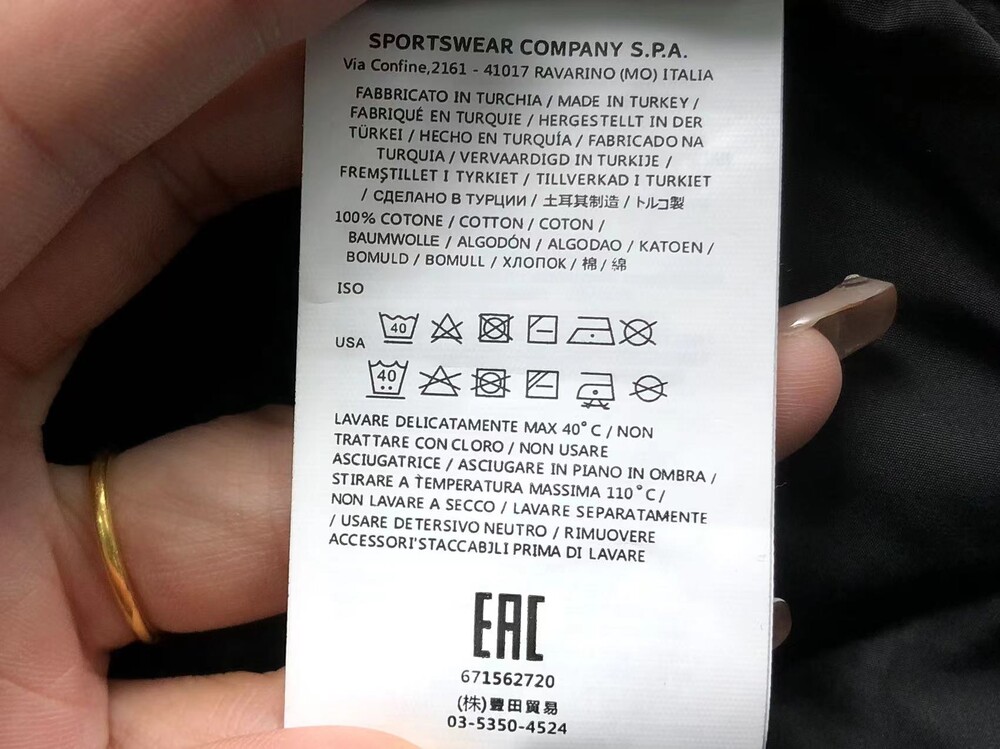 SPORTSWEAR COMPANY S.P.A.
Via Confine,2161 - 41017 RAVARINO (MO) ITALIA
FABBRICATO IN TURCHIA / MADE IN TURKEY /
FABRIQUÉ EN TURQUIE / HERGESTELLT IN DER
TÜRKEI / HECHO EN TURQUÍA / FABRICADO NA
TURQUIA / VERVAARDIGD IN TURKIJE /
FREMȘTILLET I TYRKIET / TILLVERKAD I TURKIET
/ СДЕЛАНО В ТУРЦИИ / 土耳其制造 / トルコ製
100% COTONE / COTTON / COTON /
BAUMWOLLE / ALGODÓN / ALGODAO / KATOEN /
BOMULD / BOMULL / ХЛОПОК / 棉 / 綿
ISO
40
USA
40
LAVARE DELICATAMENTE MAX 40°C / NON
TRATTARE CON CLORO / NON USARE
ASCIUGATRICE / ASCIUGARE IN PIANO IN OMBRA /
STIRARE A TEMPERATURA MASSIMA 110°C /
NON LAVARE A SECCO / LAVARE SEPARATAMENTE
/ USARE DETERSIVO NEUTRO / RIMUOVERE
ACCESSORI'STACCABJLI PRIMA DI LAVARE
EAC
671562720
(株)豐田貿易
03-5350-4524